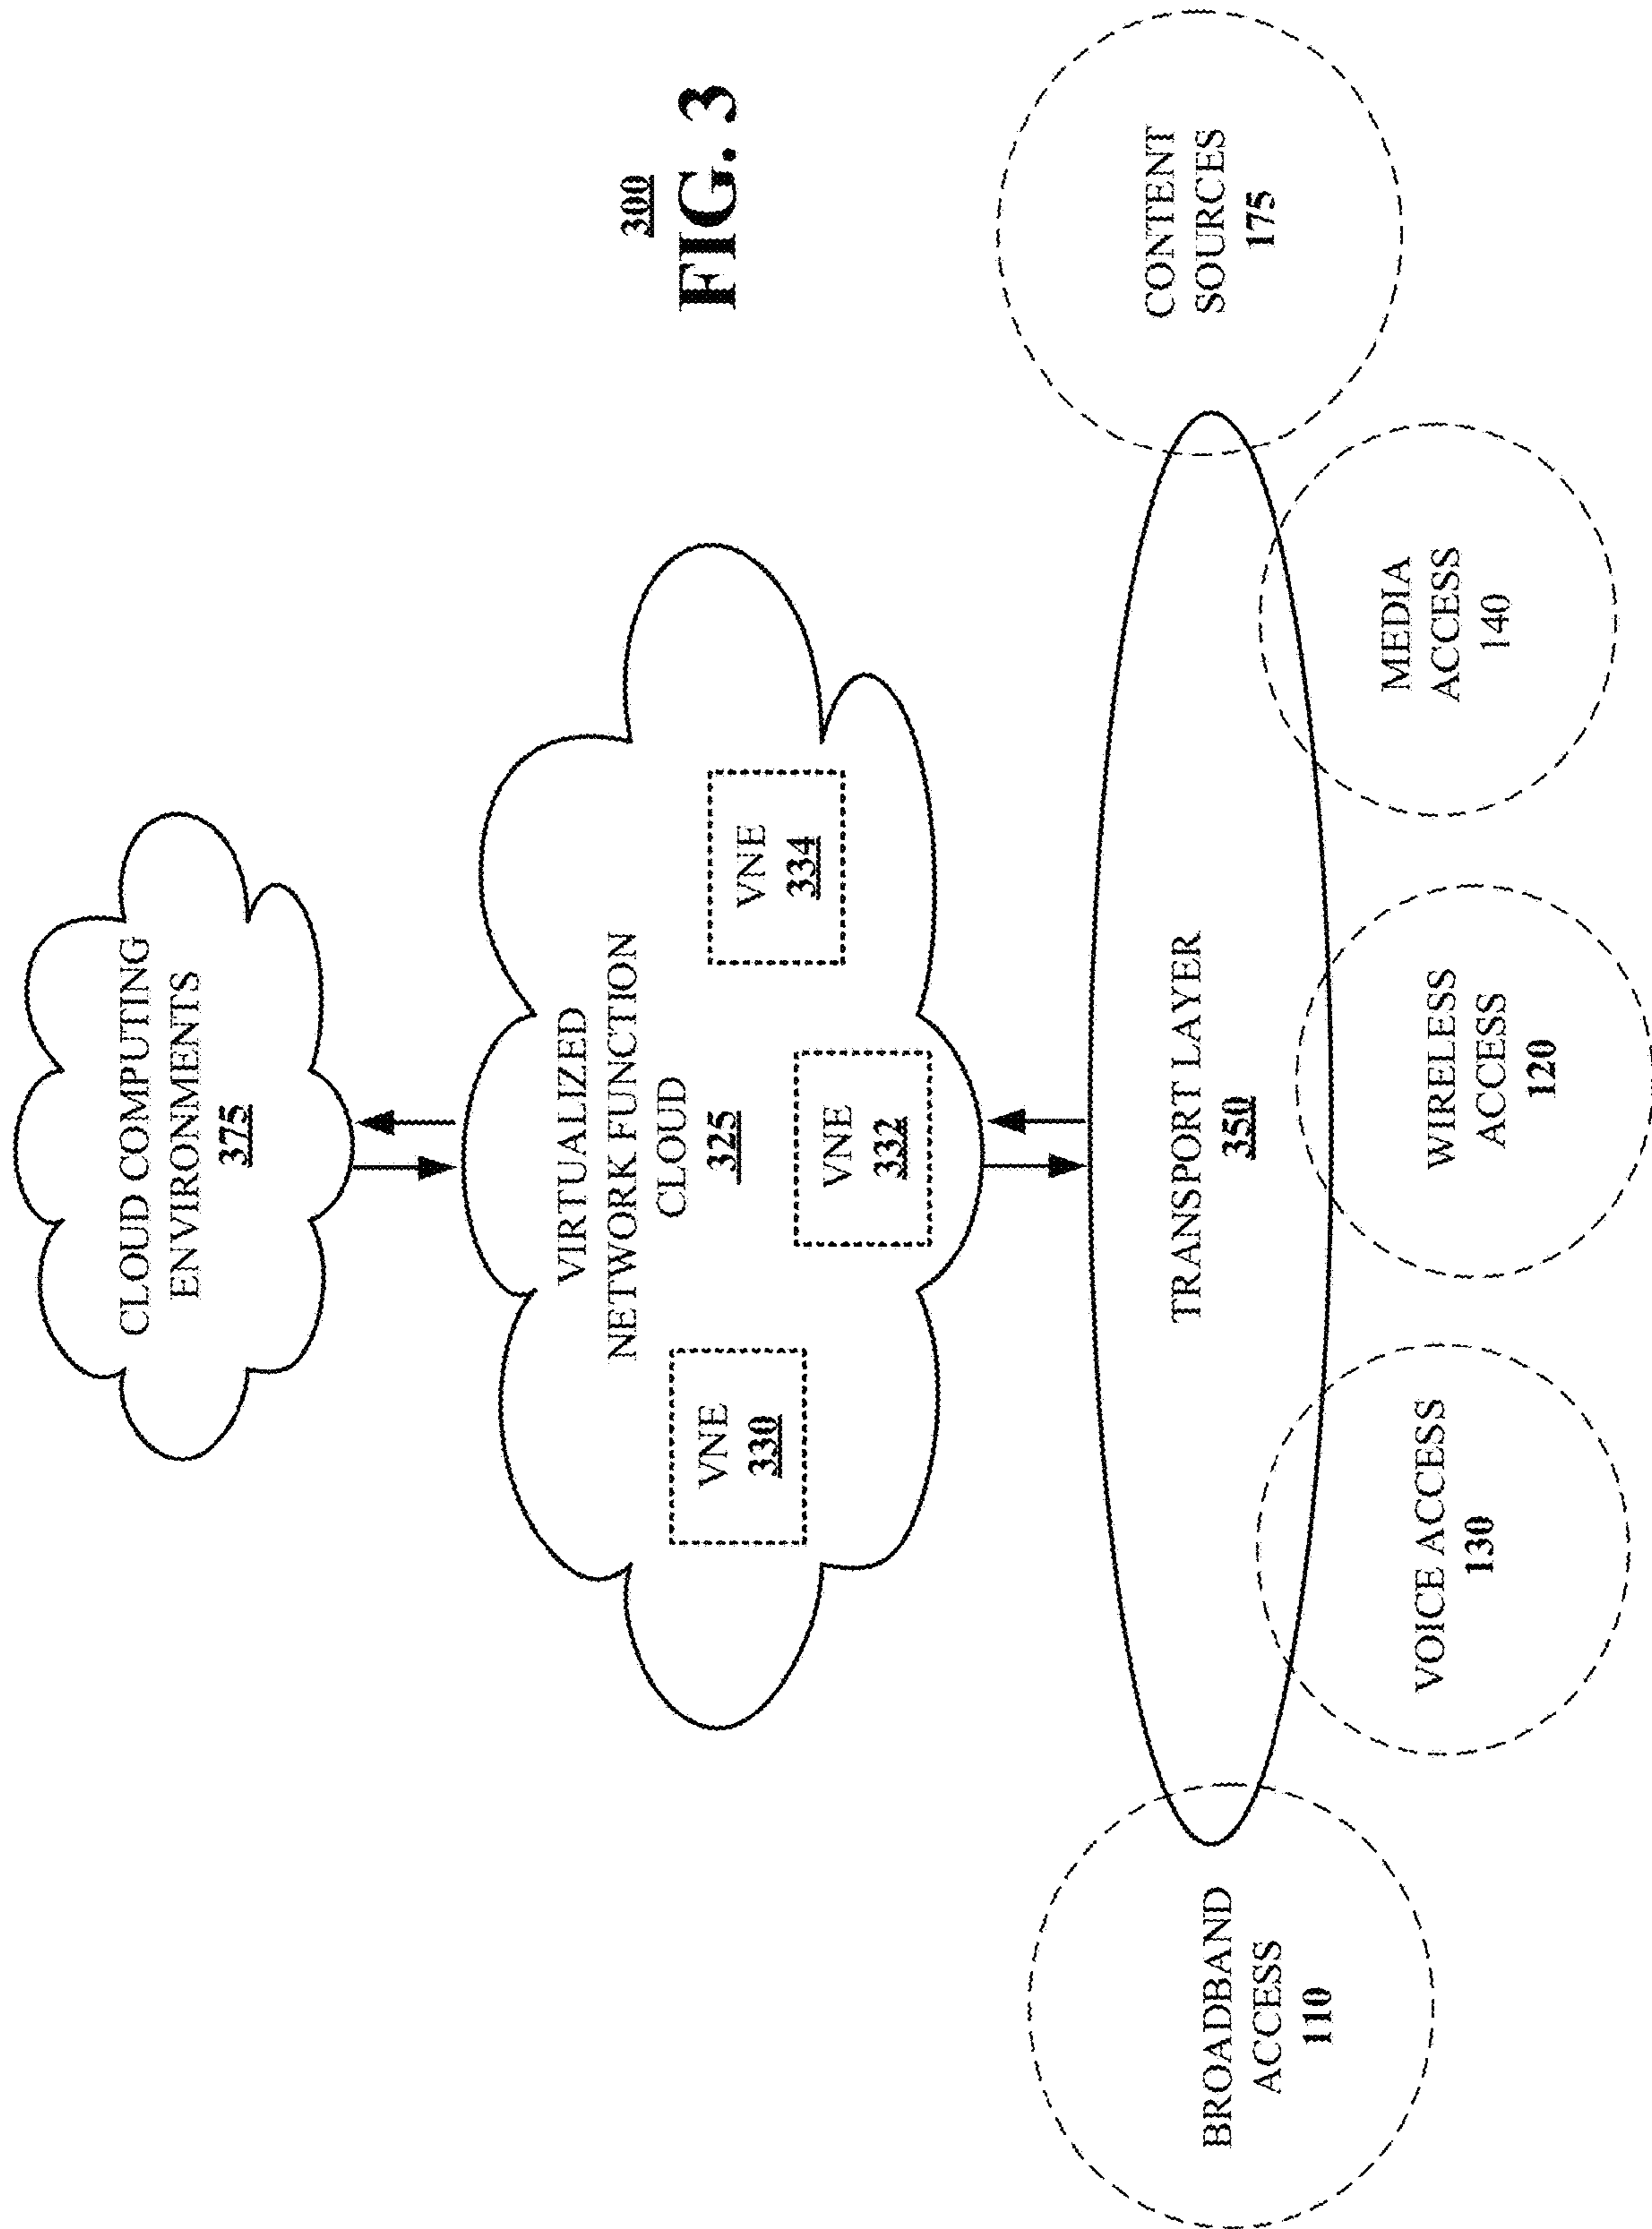 CLOUD COMPUTING
ENVIRONMENTS
375
VIRTUALIZED
NETWORK FUNCTION
CLOUD
325
VNE
330
VNE
332
VNE
334
TRANSPORT LAYER
350
BROADBAND
ACCESS
110
VOICE ACCESS
130
WIRELESS
ACCESS
120
MEDIA
ACCESS
140
CONTENT
SOURCES
175
300
FIG. 3